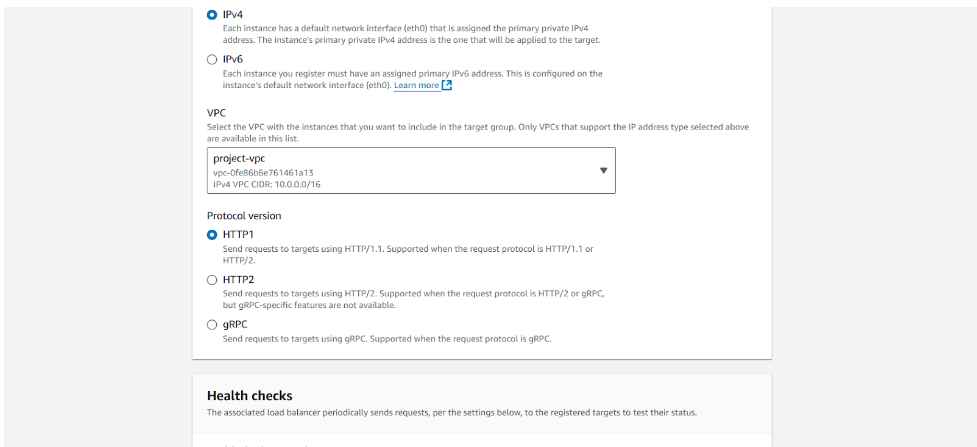 IPv4
Each instance has a default network interface (eth0) that is assigned the primary private IPv4
address. The instance's primary private IPv4 address is the one that will be applied to the target.
IPv6
Each instance you register must have an assigned primary IPv6 address. This is configured on the
instance's default network interface (eth0). Learn more
VPC
Select the VPC with the instances that you want to include in the target group. Only VPCs that support the IP address type selected above
are available in this list.
project-vpc
vpc-0fe86b6e761461a13
IPv4 VPC CIDR: 10.0.0.0/16
Protocol version
HTTP1
Send requests to targets using HTTP/1.1. Supported when the request protocol is HTTP/1.1 or
HTTP/2.
HTTP2
Send requests to targets using HTTP/2. Supported when the request protocol is HTTP/2 or gRPC,
but gRPC-specific features are not available.
gRPC
Send requests to targets using gRPC. Supported when the request protocol is gRPC.
Health checks
The associated load balancer periodically sends requests, per the settings below, to the registered targets to test their status.